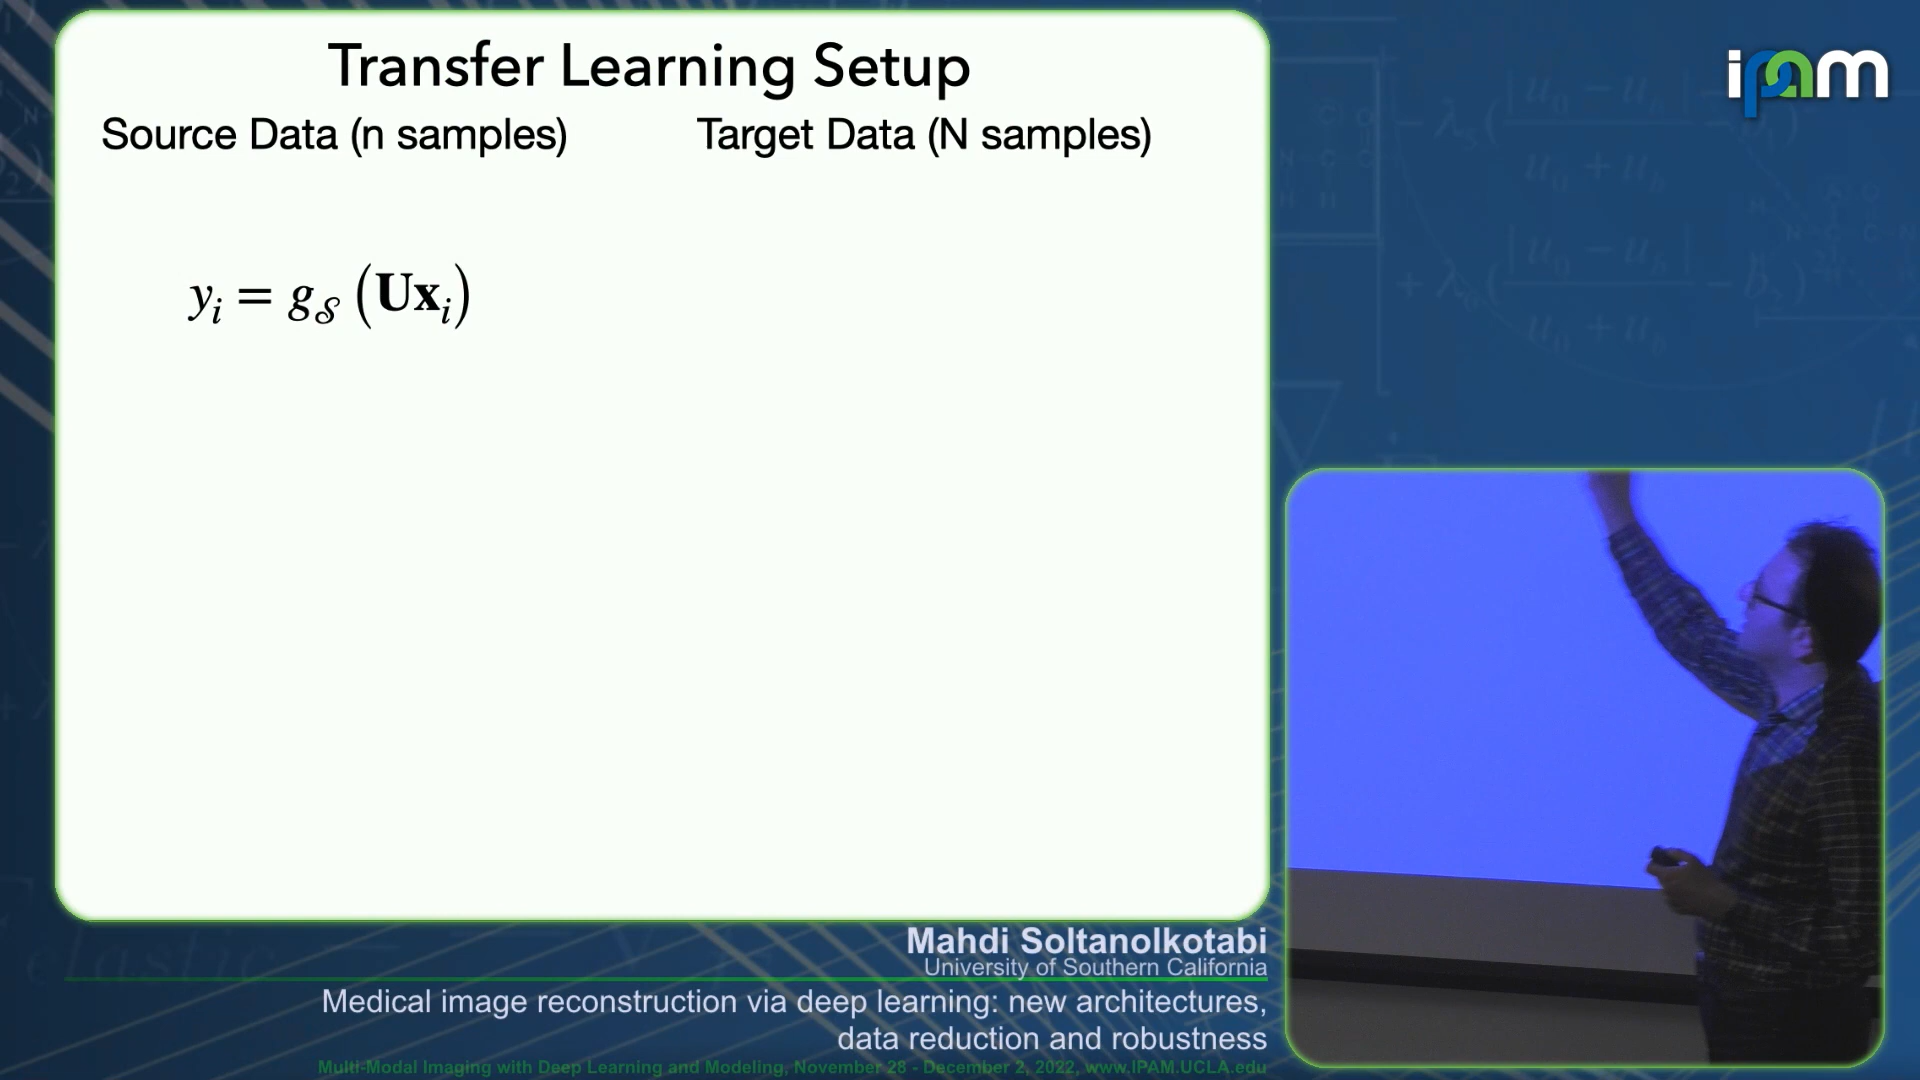 Transfer Learning Setup
Source Data (n samples)
Target Data (N samples)
yᵢ = g𝒮 (𝐔𝐱ᵢ)
ipam
Mahdi Soltanolkotabi
University of Southern California
Medical image reconstruction via deep learning: new architectures,
data reduction and robustness
Multi-Modal Imaging with Deep Learning and Modeling, November 28 - December 2, 2022, www.IPAM.UCLA.edu